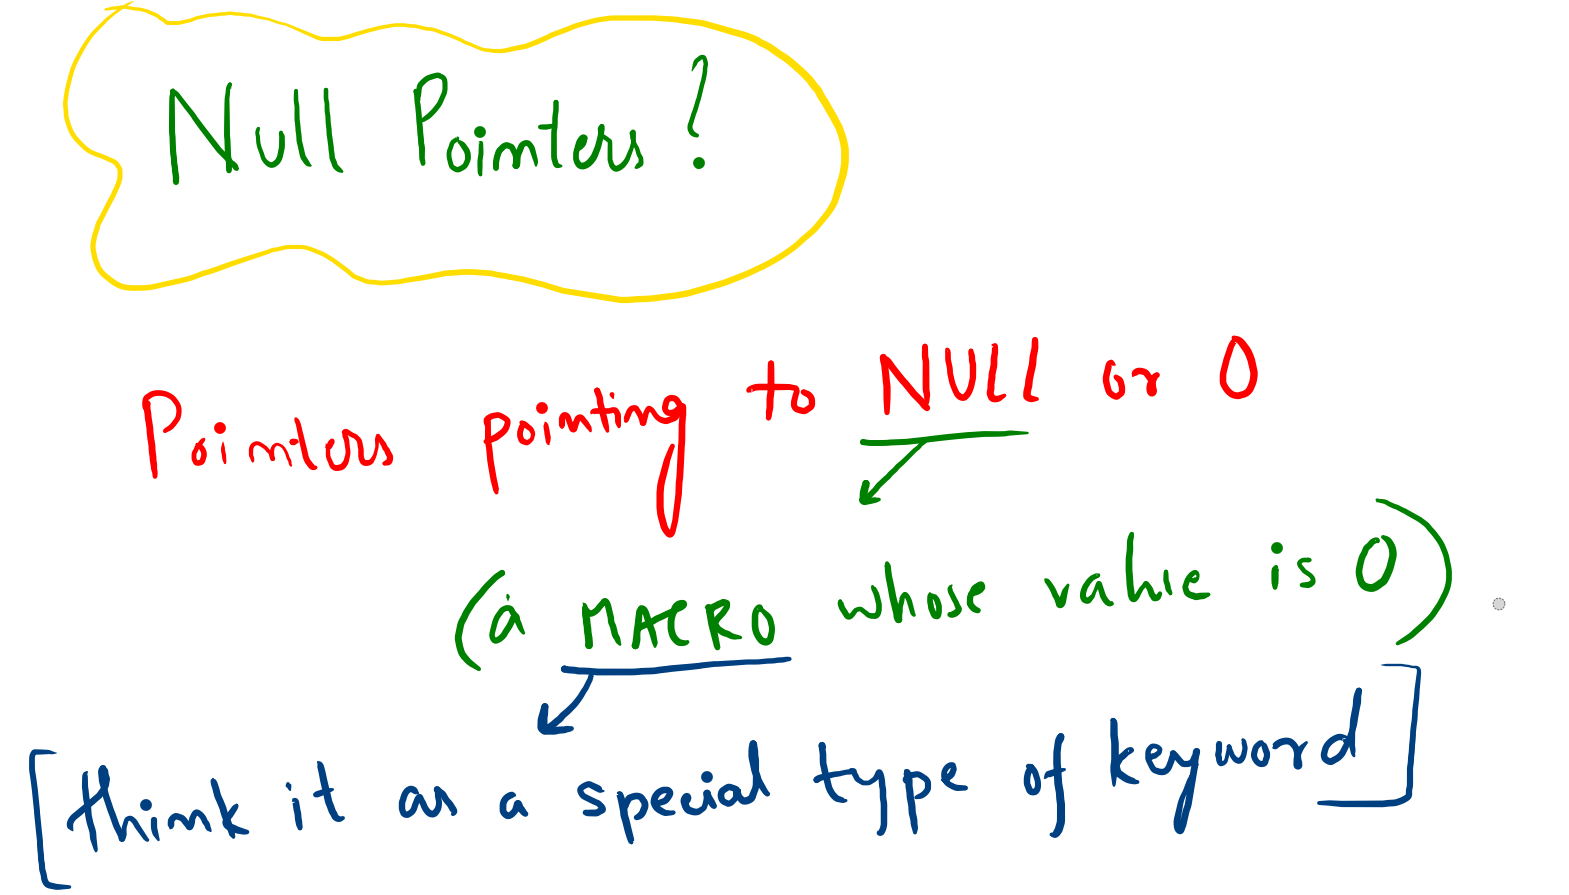 Null Pointers ?
Pointers pointing to NULL or 0
(a MACRO whose value is 0)
[think it as a special type of keyword]